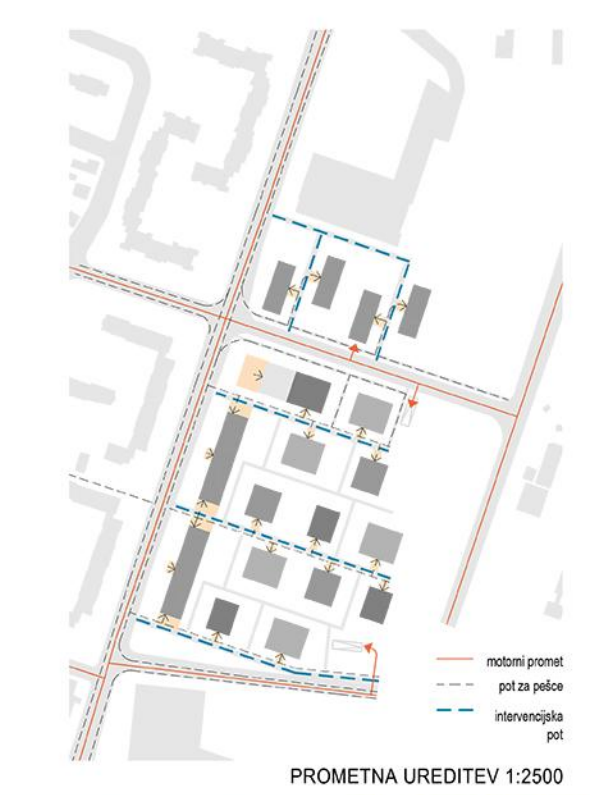 motorni promet
pot za pešce
intervencijska
pot
PROMETNA UREDITEV 1:2500